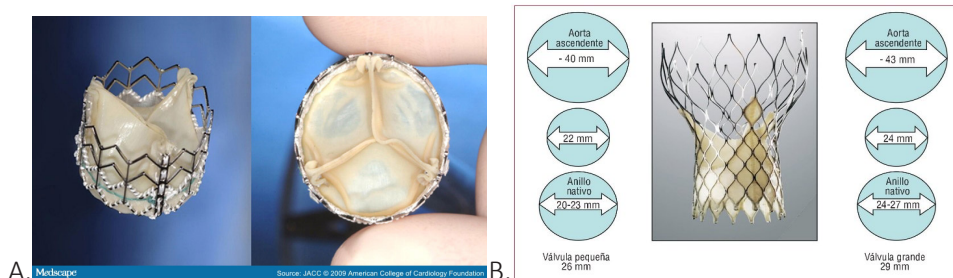 A.
Medscape
Source: JACC © 2009 American College of Cardiology Foundation
B.
Aorta
ascendente
- 40 mm
22 mm
Anillo
nativo
20-23 mm
Válvula pequeña
26 mm
Aorta
ascendente
- 43 mm
24 mm
Anillo
nativo
24-27 mm
Válvula grande
29 mm